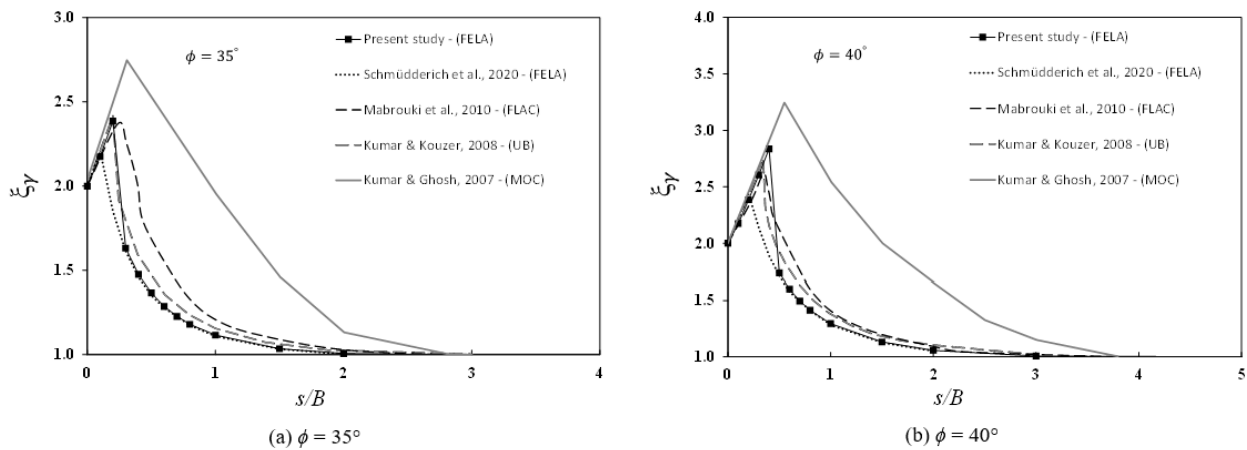 3.0
2.5
2.0
1.5
1.0
ξγ
ϕ = 35°
Present study - (FELA)
Schmüdderich et al., 2020 - (FELA)
Mabrouki et al., 2010 - (FLAC)
Kumar & Kouzer, 2008 - (UB)
Kumar & Ghosh, 2007 - (MOC)
0 1 2 3 4
s/B
(a) ϕ = 35°
4.0
3.5
3.0
2.5
2.0
1.5
1.0
ξγ
ϕ = 40°
Present study - (FELA)
Schmüdderich et al., 2020 - (FELA)
Mabrouki et al., 2010 - (FLAC)
Kumar & Kouzer, 2008 - (UB)
Kumar & Ghosh, 2007 - (MOC)
0 1 2 3 4 5
s/B
(b) ϕ = 40°